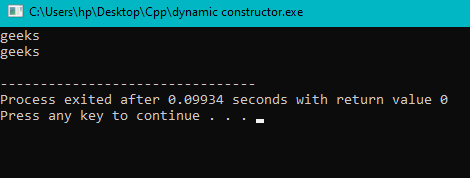 C:\Users\hp\Desktop\Cpp\dynamic constructor.exe
geeks
geeks
--------------------------------
Process exited after 0.09934 seconds with return value 0
Press any key to continue . . .